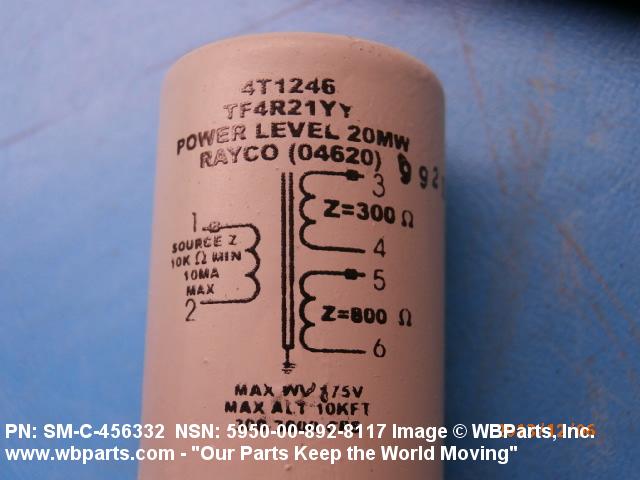 4T1246
TF4R21YY
POWER LEVEL 20MW
RAYCO (04620)
992
3
1
Z=300 Ω
SOURCE Z
10K Ω MIN
10MA
MAX
4
5
2
Z=800 Ω
6
MAX WV 175V
MAX ALT 10KFT
PN: SM-C-456332 NSN: 5950-00-892-8117 Image © WBParts, Inc.
www.wbparts.com - "Our Parts Keep the World Moving"